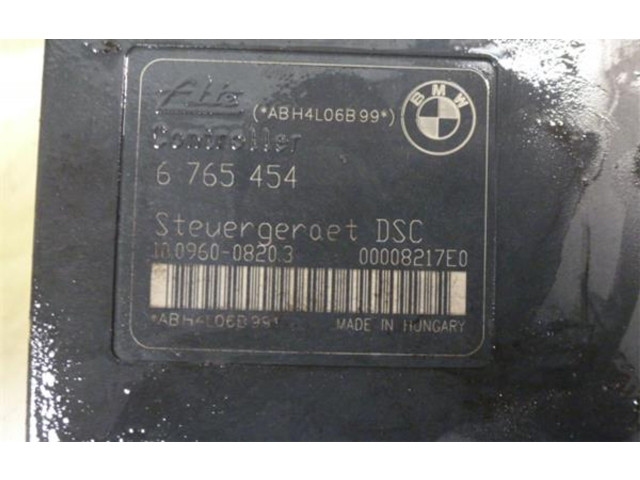 Ate (*ABH4L06B99*) BMW
Controller
6 765 454
Steuergeraet DSC
10.0960-0820.3 00008217E0
*ABH4L06B99*
MADE IN HUNGARY